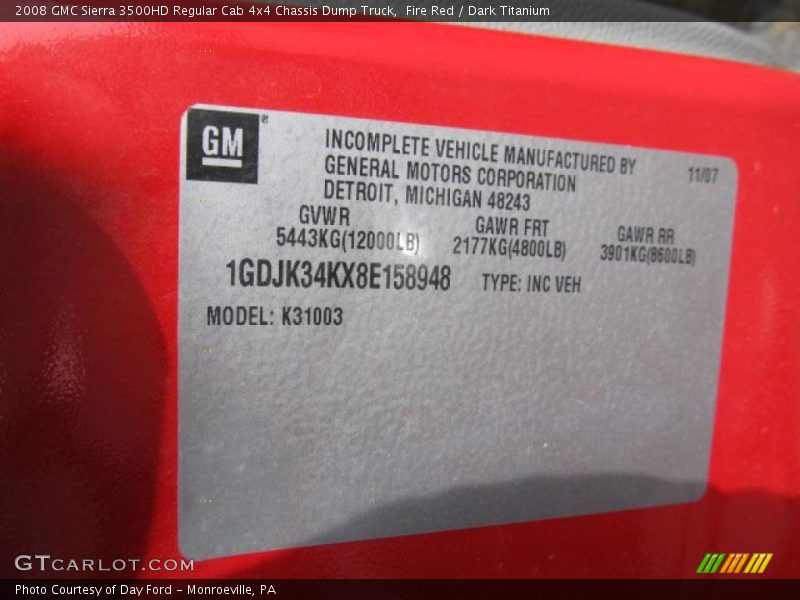 2008 GMC Sierra 3500HD Regular Cab 4x4 Chassis Dump Truck,  Fire Red / Dark Titanium
GM®
INCOMPLETE VEHICLE MANUFACTURED BY
GENERAL MOTORS CORPORATION
DETROIT, MICHIGAN 48243
11/07
GVWR GAWR FRT GAWR RR
5443KG(12000LB) 2177KG(4800LB) 3901KG(8600LB)
1GDJK34KX8E158948 TYPE: INC VEH
MODEL: K31003
GTCARLOT.COM
Photo Courtesy of Day Ford – Monroeville, PA